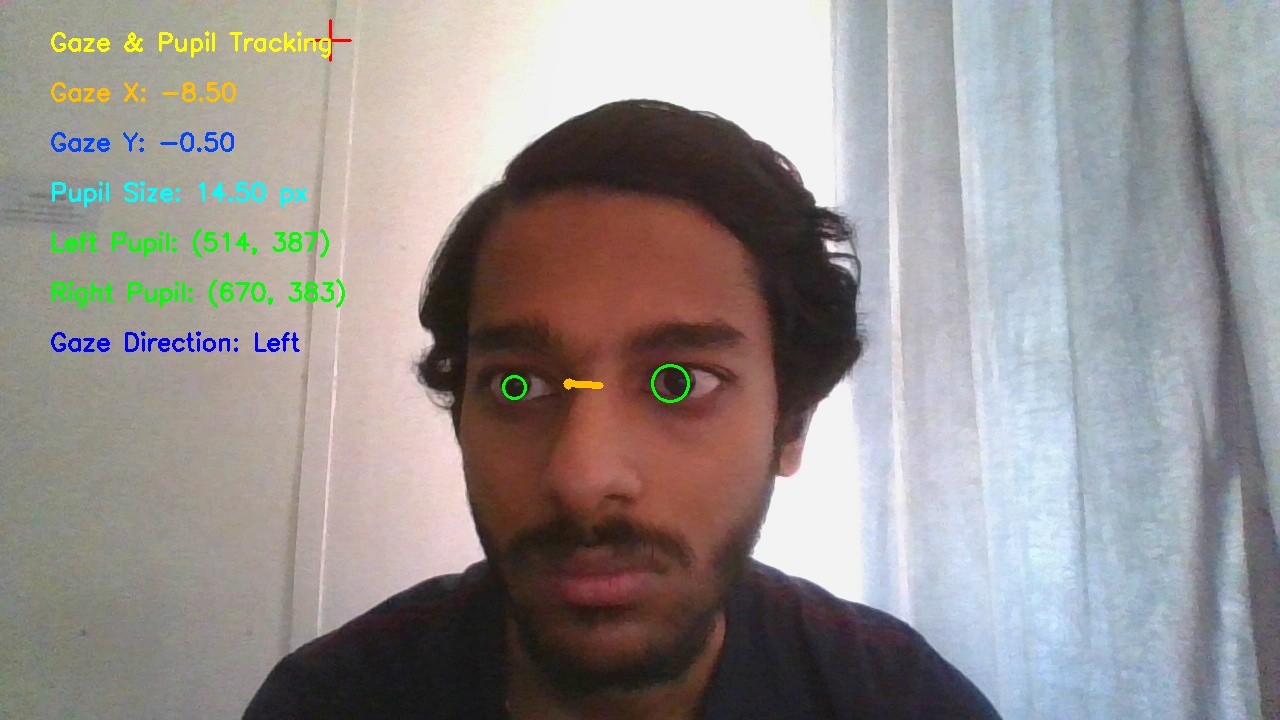 Gaze & Pupil Tracking
Gaze X: -8.50
Gaze Y: -0.50
Pupil Size: 14.50 px
Left Pupil: (514, 387)
Right Pupil: (670, 383)
Gaze Direction: Left